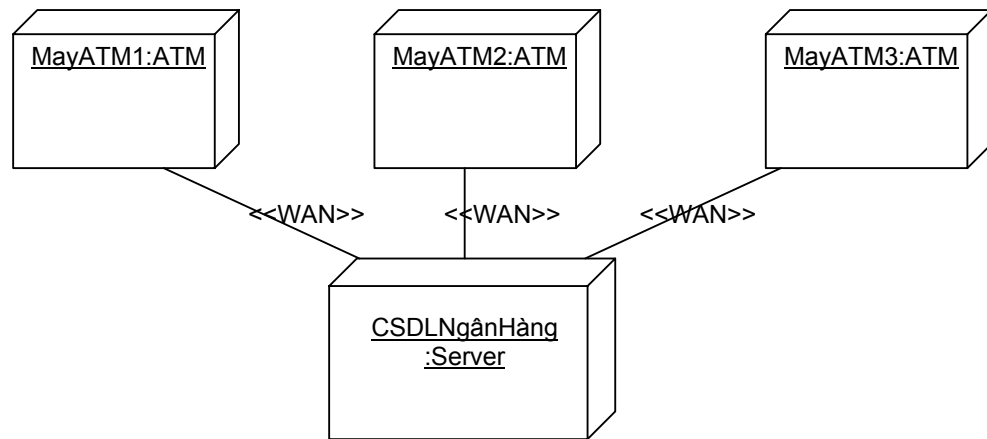 MayATM1:ATM
MayATM2:ATM
MayATM3:ATM
<<WAN>>
<<WAN>>
<<WAN>>
CSDLNgânHàng
:Server